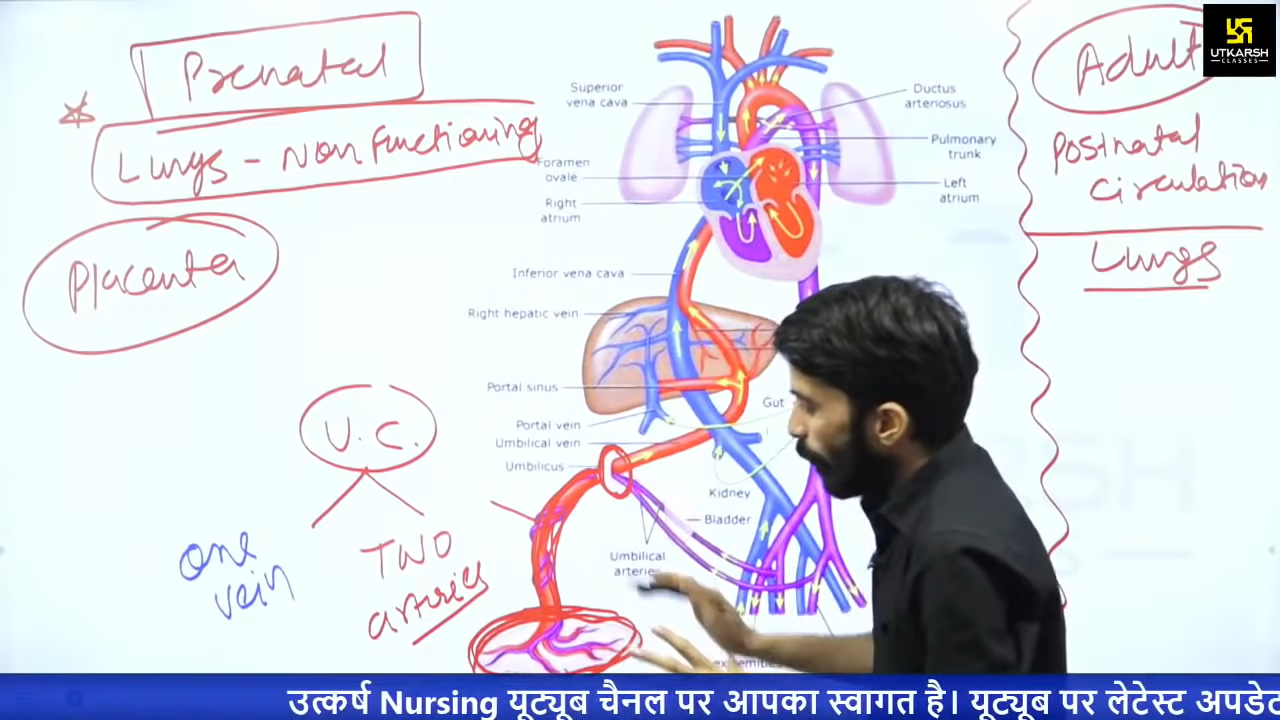 Prenatal
Lungs - Non functioning
Placenta
U.C.
one
vein
Two
arteries
Superior
vena cava
Foramen
ovale
Right
atrium
Inferior vena cava
Right hepatic vein
Portal sinus
Portal vein
Umbilical vein
Umbilicus
Ductus
arteriosus
Pulmonary
trunk
Left
atrium
Gut
Kidney
Bladder
Umbilical
arteries
Adult
Postnatal
circulation
Lungs
UTKARSH
CLASSES
उत्कर्ष Nursing यूट्यूब चैनल पर आपका स्वागत है। यूट्यूब पर लेटेस्ट अपडेट